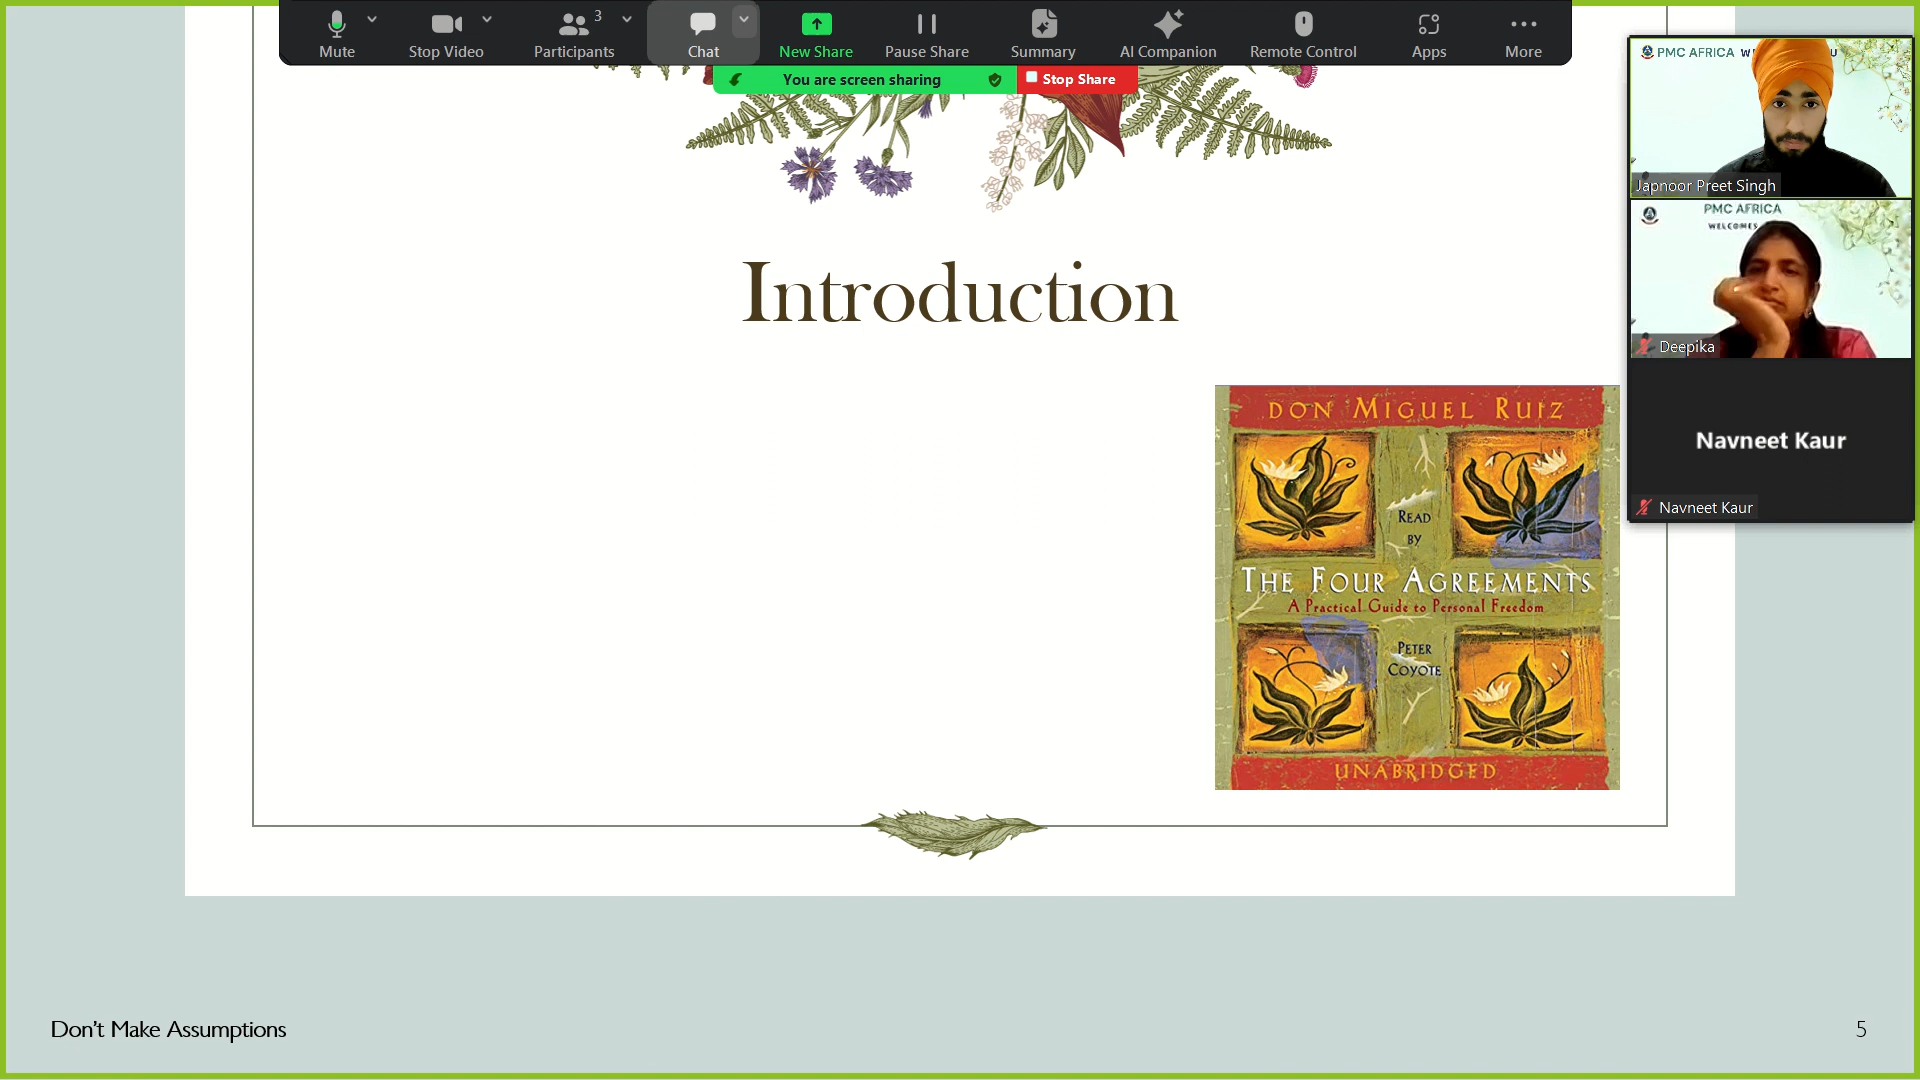 Mute
Stop Video
Participants
3
Chat
New Share
Pause Share
Summary
AI Companion
Remote Control
Apps
More
You are screen sharing
Stop Share
PMC AFRICA
Japnoor Preet Singh
PMC AFRICA
WELCOMES
Deepika
Navneet Kaur
Navneet Kaur
Introduction
DON MIGUEL RUIZ
READ
BY
THE FOUR AGREEMENTS
A Practical Guide to Personal Freedom
PETER
COYOTE
UNABRIDGED
Don't Make Assumptions
5